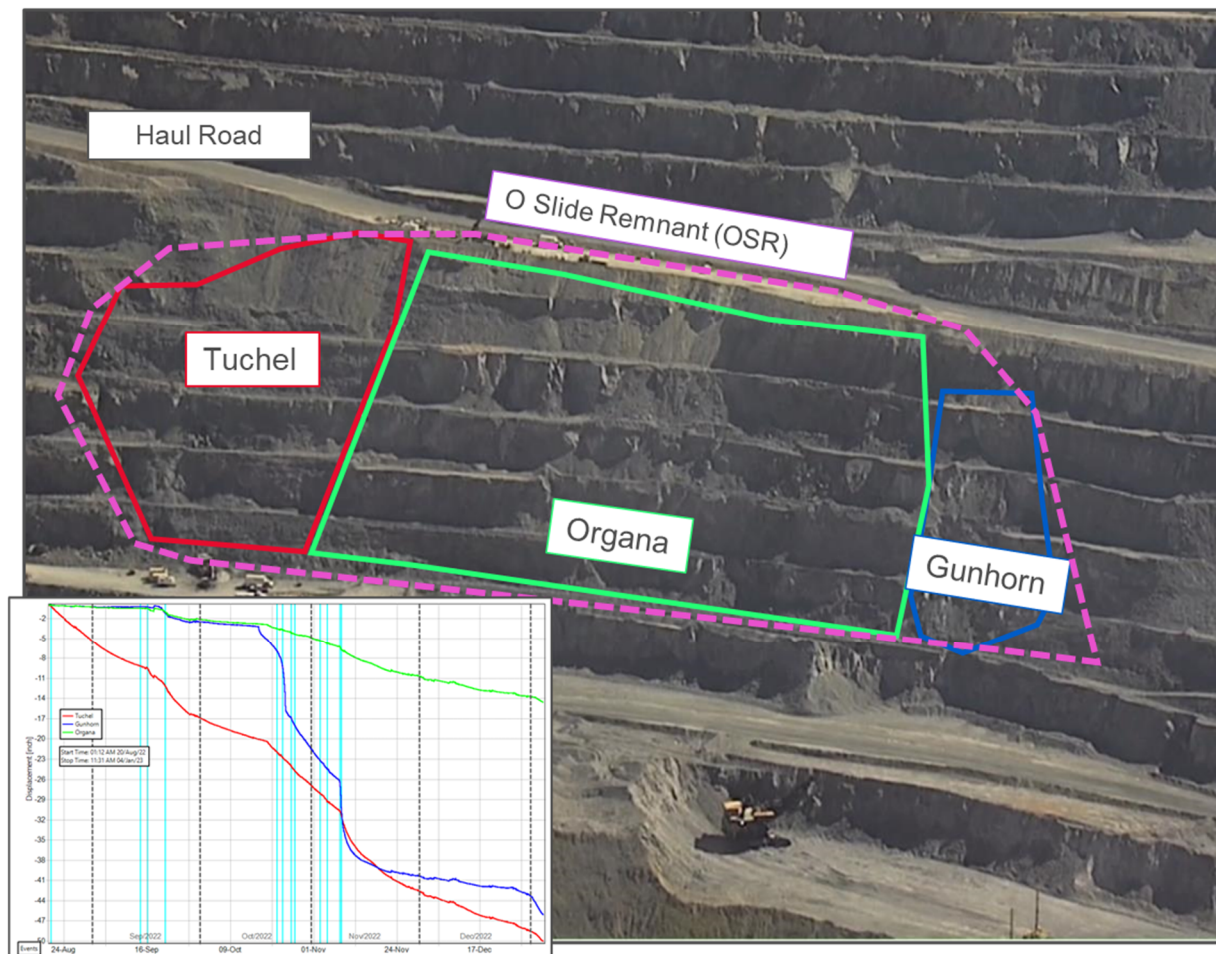 Haul Road
O Slide Remnant (OSR)
Tuchel
Organa
Gunhorn
-2
-5
-8
-11
-14
-17
-20
-23
-26
-29
-32
-35
-38
-41
-44
-47
-50
Displacement [inch]
Tuchel
Gunhorn
Organa
Start Time: 01:12 AM 20/Aug/22
Stop Time: 11:31 AM 04/Jan/23
Sep/2022
Oct/2022
Nov/2022
Dec/2022
Events
24-Aug
16-Sep
09-Oct
01-Nov
24-Nov
17-Dec